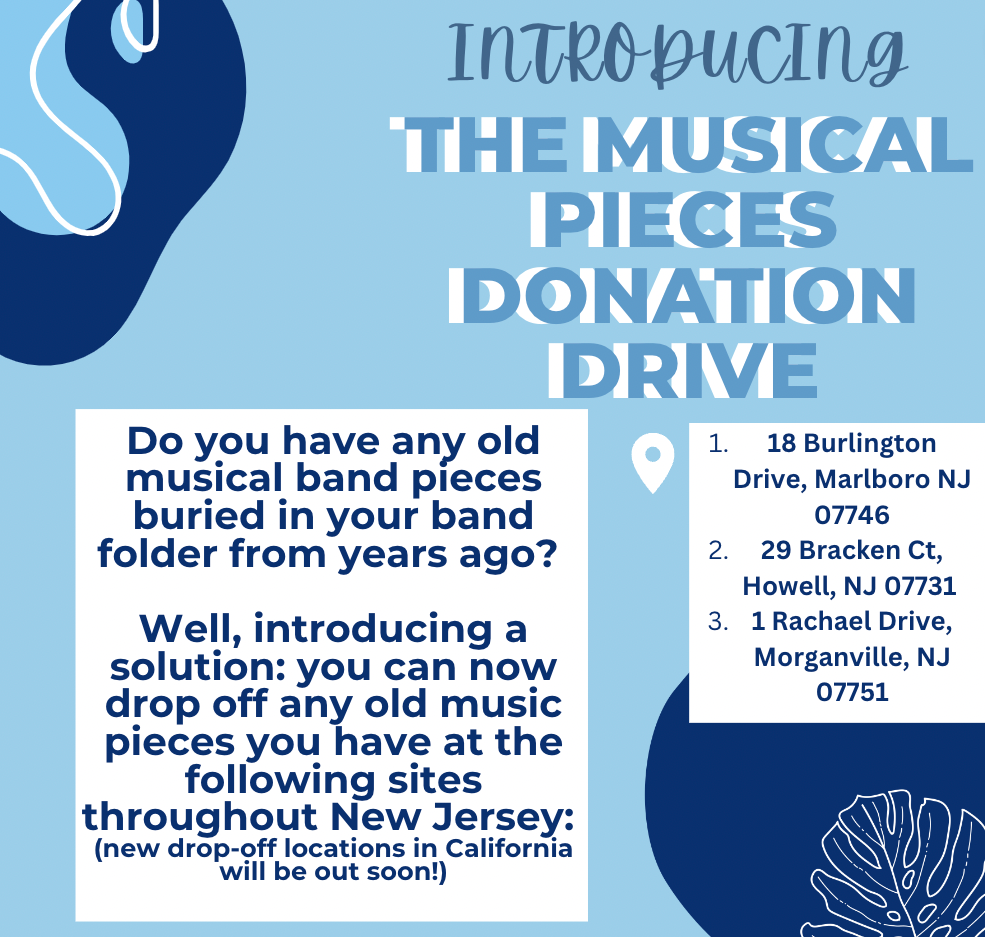 INTRODUCING
THE MUSICAL
PIECES
DONATION
DRIVE
Do you have any old
musical band pieces
buried in your band
folder from years ago?
Well, introducing a
solution: you can now
drop off any old music
pieces you have at the
following sites
throughout New Jersey:
(new drop-off locations in California
will be out soon!)
1. 18 Burlington
Drive, Marlboro NJ
07746
2. 29 Bracken Ct,
Howell, NJ 07731
3. 1 Rachael Drive,
Morganville, NJ
07751